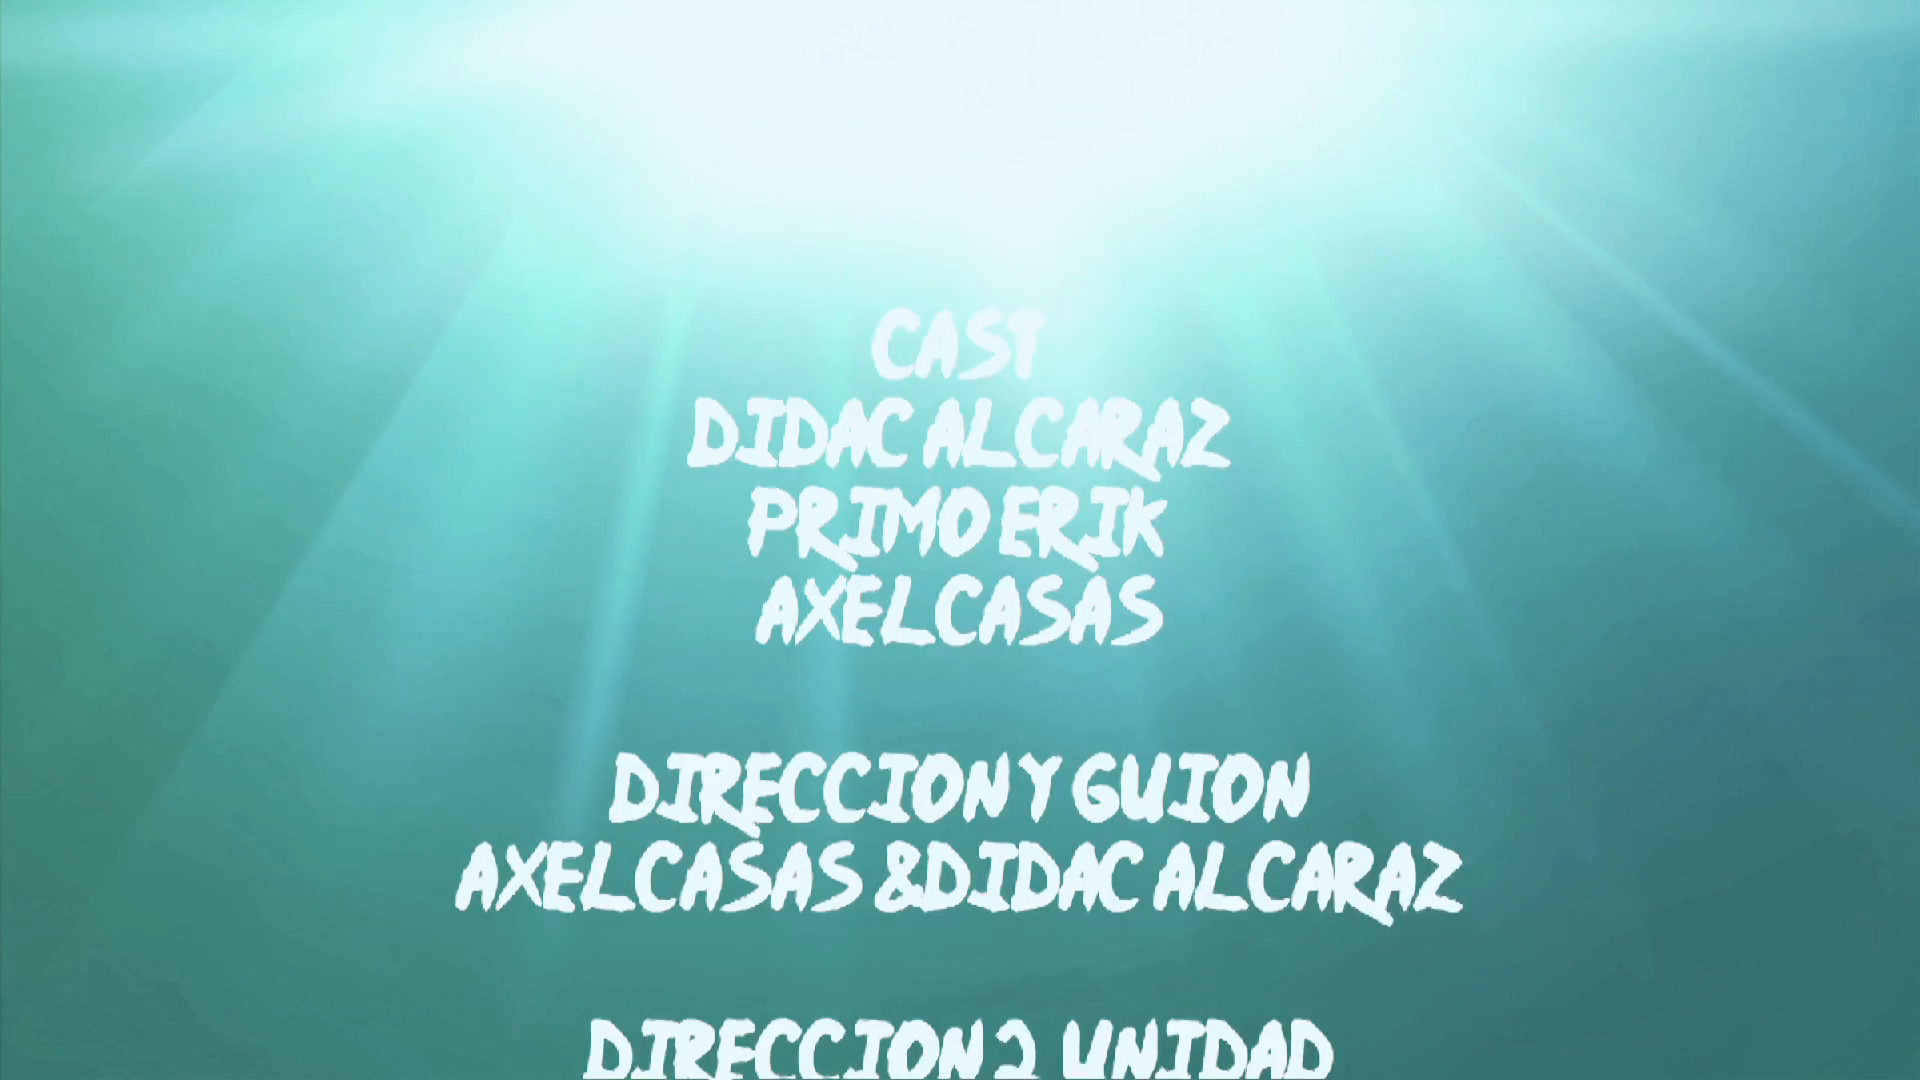 CAST
DIDAC ALCARAZ
PRIMO ERIK
AXEL CASAS
DIRECCION Y GUION
AXEL CASAS & DIDAC ALCARAZ
DIRECCION 2 UNIDAD